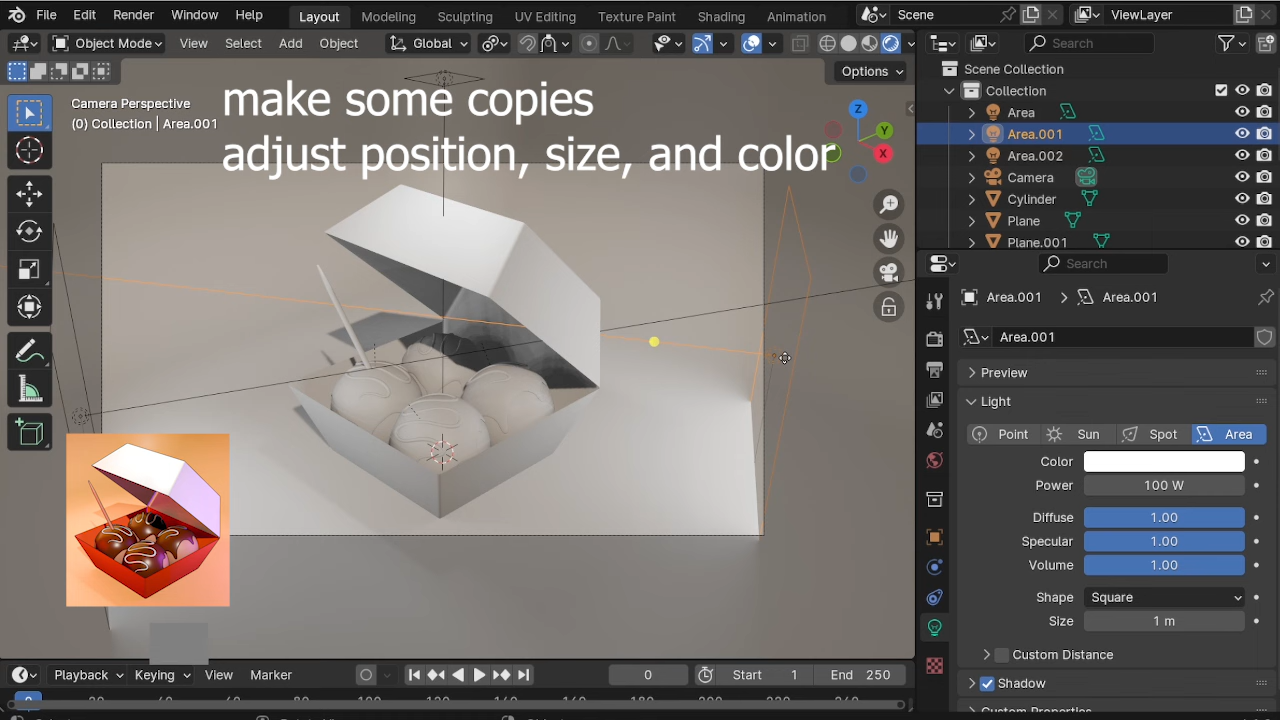 File Edit Render Window Help Layout Modeling Sculpting UV Editing Texture Paint Shading Animation Scene ViewLayer
Object Mode View Select Add Object Global Search
Options
make some copies
adjust position, size, and color
Camera Perspective
(0) Collection | Area.001
Z
Y
X
Scene Collection
Collection
Area
Area.001
Area.002
Camera
Cylinder
Plane
Plane.001
Search
Area.001 > Area.001
Area.001
Preview
Light
Point Sun Spot Area
Color
Power 100 W
Diffuse 1.00
Specular 1.00
Volume 1.00
Shape Square
Size 1 m
Custom Distance
Shadow
Playback Keying View Marker 0 Start 1 End 250